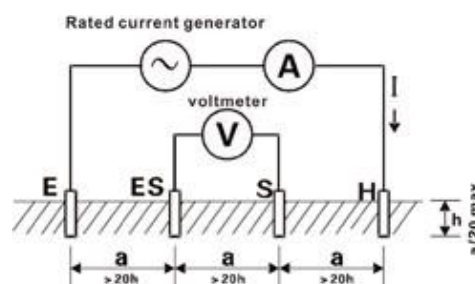 Rated current generator
A
I
voltmeter
V
E ES S H
h
a/20 max
a a a
>20h >20h >20h